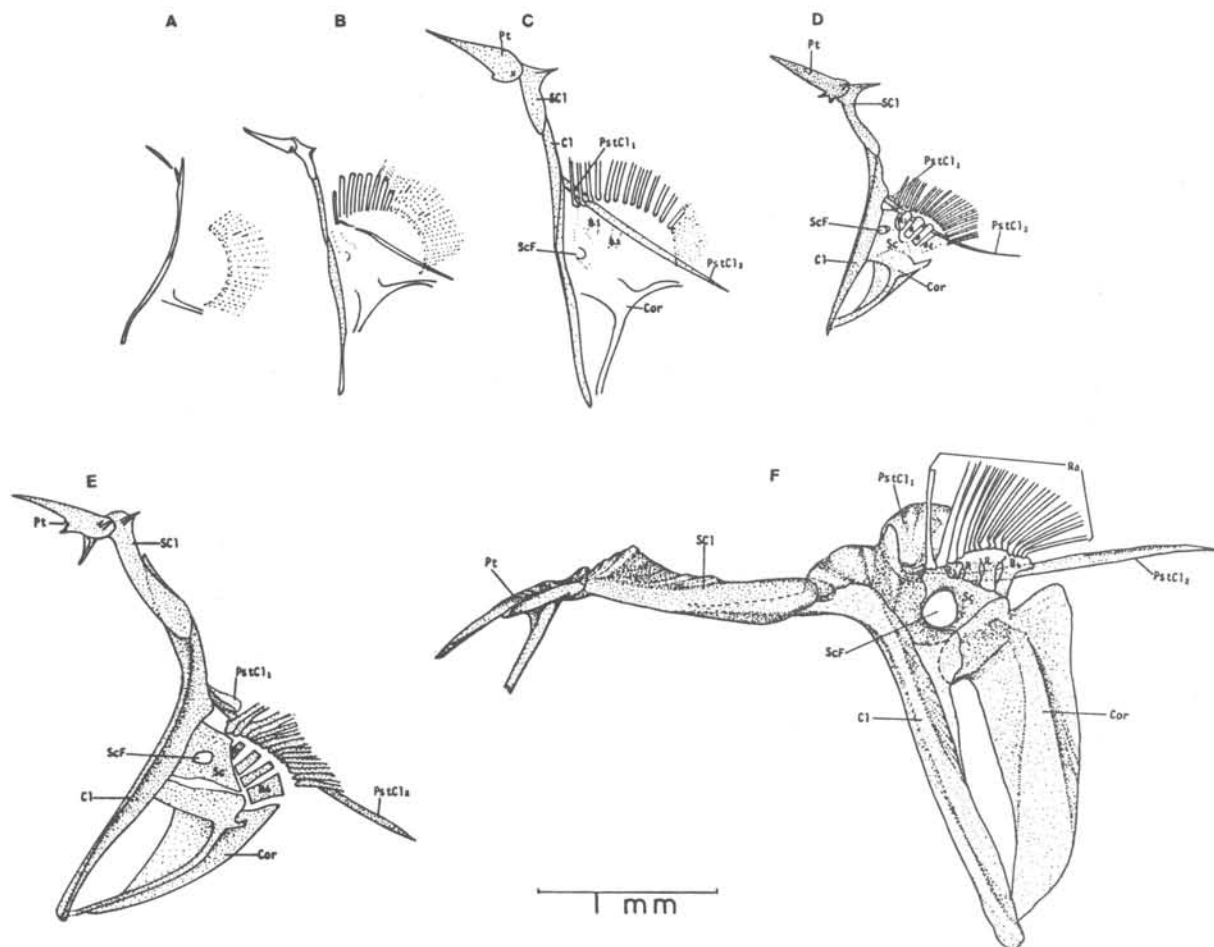 A
B
C
D
Pt
SCl
Cl
PstCl₁
ScF
PstCl₂
Cor
Pt
SCl
PstCl₁
ScF
Sc
PstCl₂
Cl
Cor
E
Pt
SCl
PstCl₁
ScF
Sc
Cl
PstCl₂
Cor
F
Ra
PstCl₁
SCl
Pt
PstCl₂
Sc
ScF
Cl
Cor
1 mm